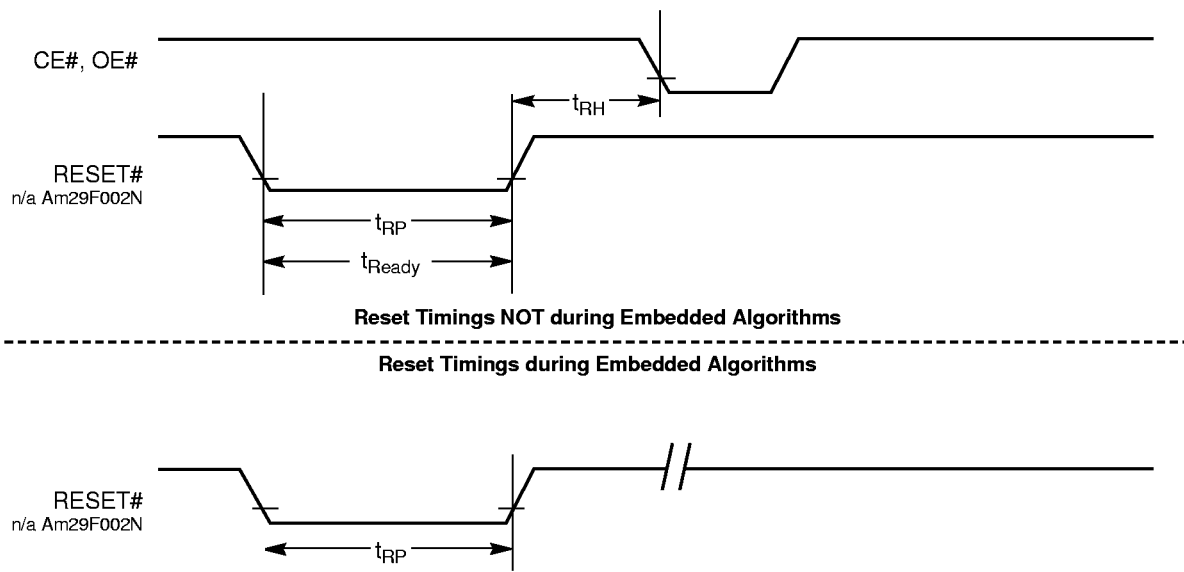 CE#, OE#
tRH
RESET#
n/a Am29F002N
tRP
tReady
Reset Timings NOT during Embedded Algorithms
Reset Timings during Embedded Algorithms
RESET#
n/a Am29F002N
tRP